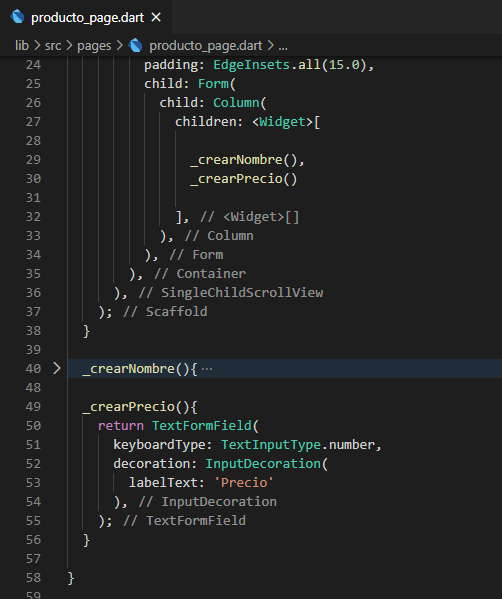 producto_page.dart ×
lib > src > pages > producto_page.dart > ...
24 padding: EdgeInsets.all(15.0),
25 child: Form(
26 child: Column(
27 children: <Widget>[
28
29 _crearNombre(),
30 _crearPrecio()
31
32 ], // <Widget>[]
33 ), // Column
34 ), // Form
35 ), // Container
36 ), // SingleChildScrollView
37 ); // Scaffold
38 }
39
40 > _crearNombre(){ ...
48
49 _crearPrecio(){
50 return TextFormField(
51 keyboardType: TextInputType.number,
52 decoration: InputDecoration(
53 labelText: 'Precio'
54 ), // InputDecoration
55 ); // TextFormField
56 }
57
58 }
59